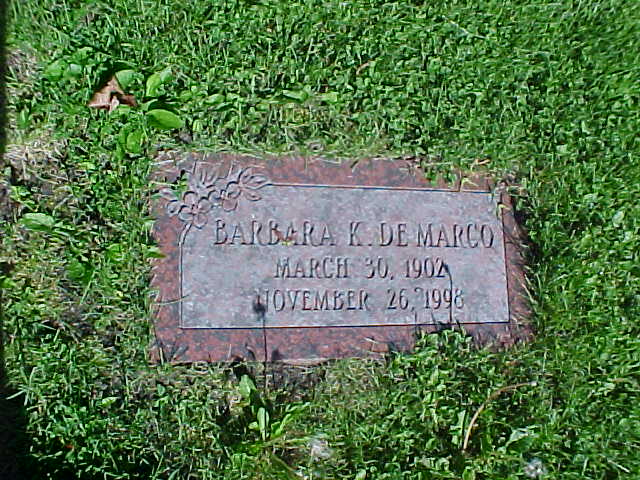 BARBARA K. DE MARCO
MARCH 30, 1902
NOVEMBER 26, 1998